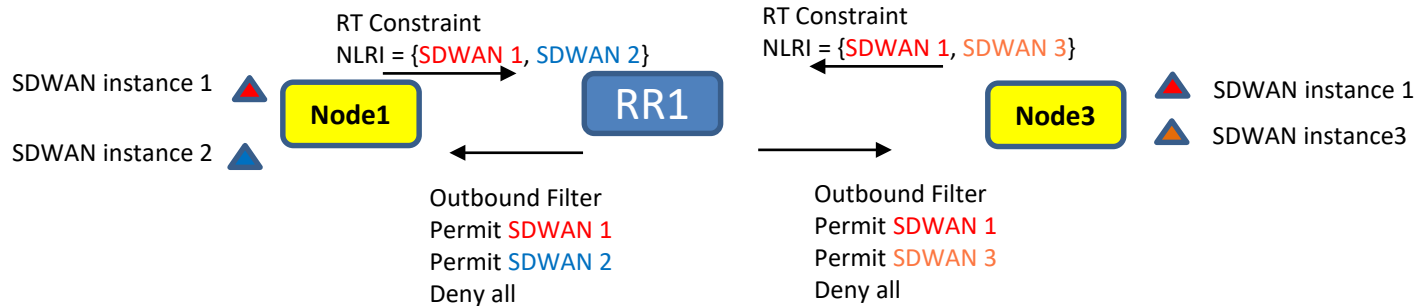 RT Constraint
NLRI = {SDWAN 1, SDWAN 2}
SDWAN instance 1
Node1
SDWAN instance 2
RR1
RT Constraint
NLRI = {SDWAN 1, SDWAN 3}
Node3
SDWAN instance 1
SDWAN instance3
Outbound Filter
Permit SDWAN 1
Permit SDWAN 2
Deny all
Outbound Filter
Permit SDWAN 1
Permit SDWAN 3
Deny all